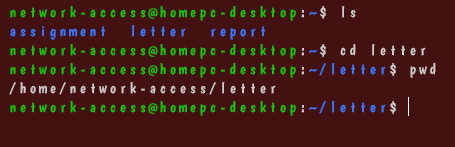 network-access@homepc-desktop:~$ ls
assignment  letter  report
network-access@homepc-desktop:~$ cd letter
network-access@homepc-desktop:~/letter$ pwd
/home/network-access/letter
network-access@homepc-desktop:~/letter$